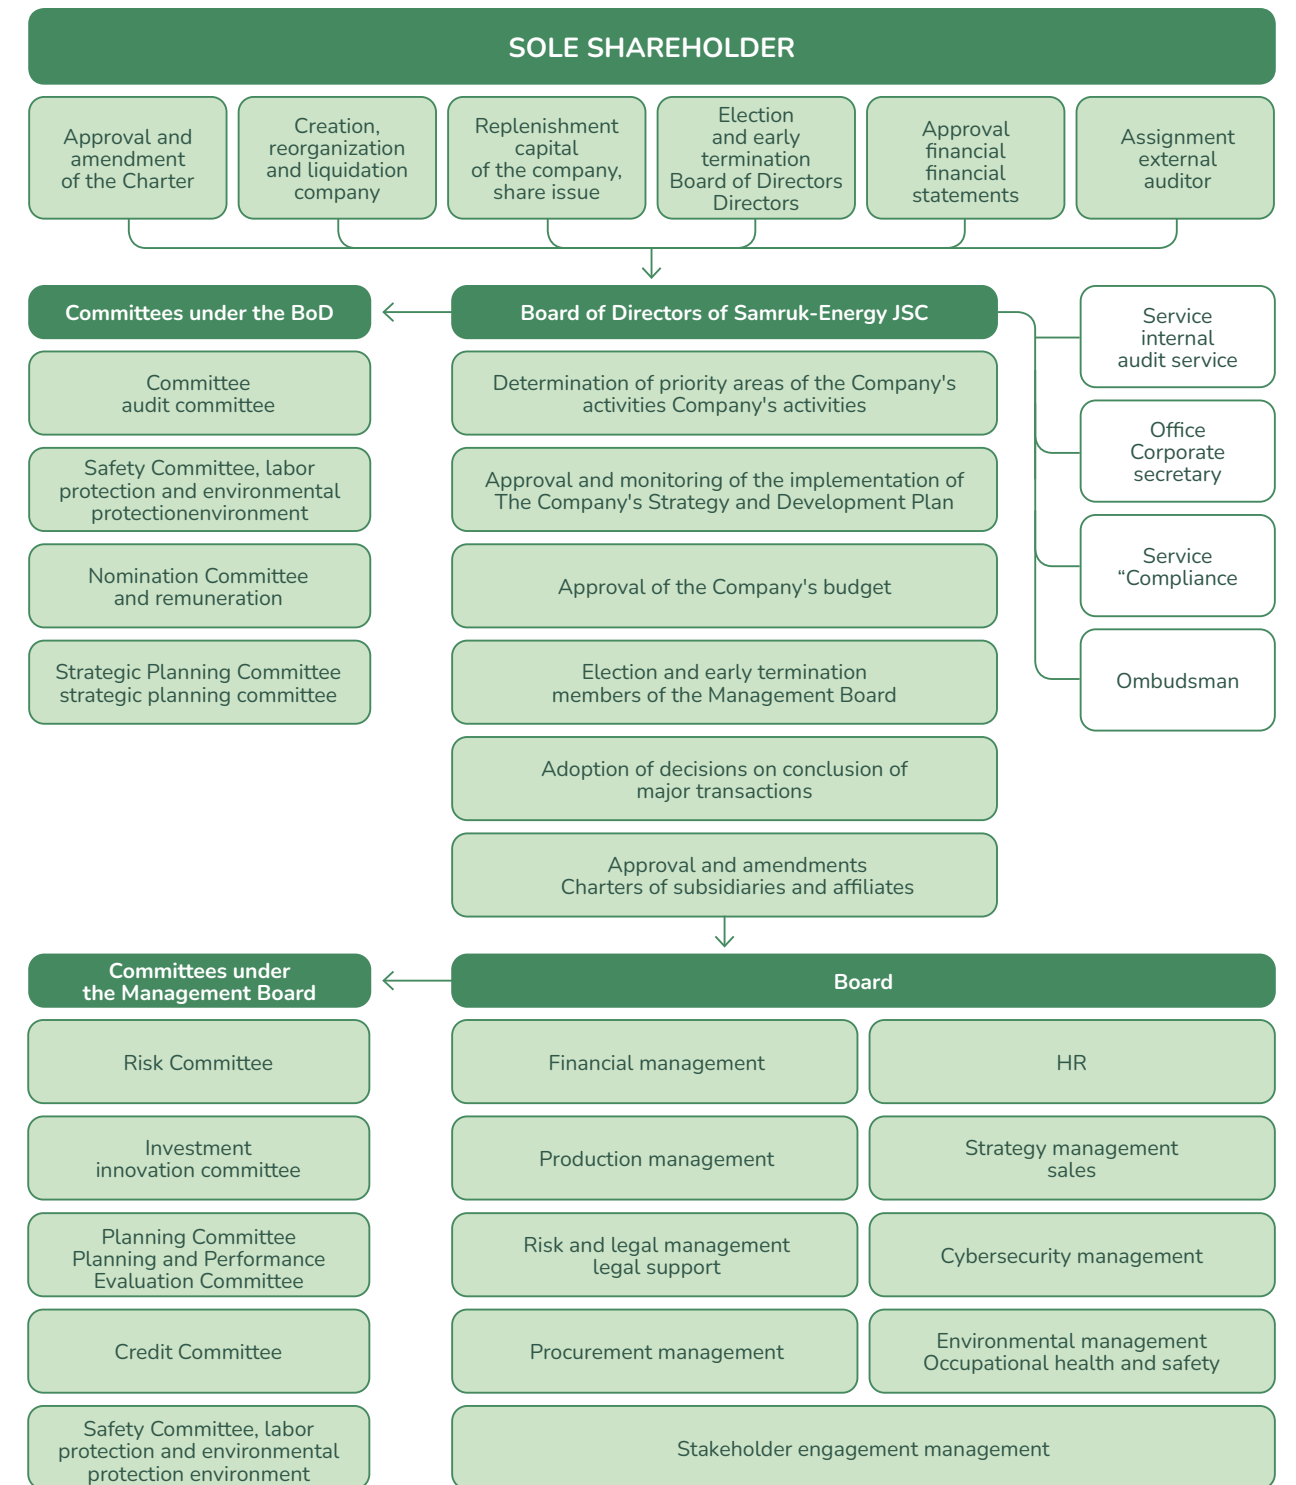 SOLE SHAREHOLDER
Approval and
amendment
of the Charter
Creation,
reorganization
and liquidation
company
Replenishment
capital
of the company,
share issue
Election
and early
termination
Board of Directors
Directors
Approval
financial
financial
statements
Assignment
external
auditor
Committees under the BoD
Committee
audit committee
Safety Committee, labor
protection and environmental
protectionenvironment
Nomination Committee
and remuneration
Strategic Planning Committee
strategic planning committee
Board of Directors of Samruk-Energy JSC
Determination of priority areas of the Company's
activities Company's activities
Approval and monitoring of the implementation of
The Company's Strategy and Development Plan
Approval of the Company's budget
Election and early termination
members of the Management Board
Adoption of decisions on conclusion of
major transactions
Approval and amendments
Charters of subsidiaries and affiliates
Service
internal
audit service
Office
Corporate
secretary
Service
“Compliance
Ombudsman
Committees under
the Management Board
Risk Committee
Investment
innovation committee
Planning Committee
Planning and Performance
Evaluation Committee
Credit Committee
Safety Committee, labor
protection and environmental
protection environment
Board
Financial management
HR
Production management
Strategy management
sales
Risk and legal management
legal support
Cybersecurity management
Procurement management
Environmental management
Occupational health and safety
Stakeholder engagement management